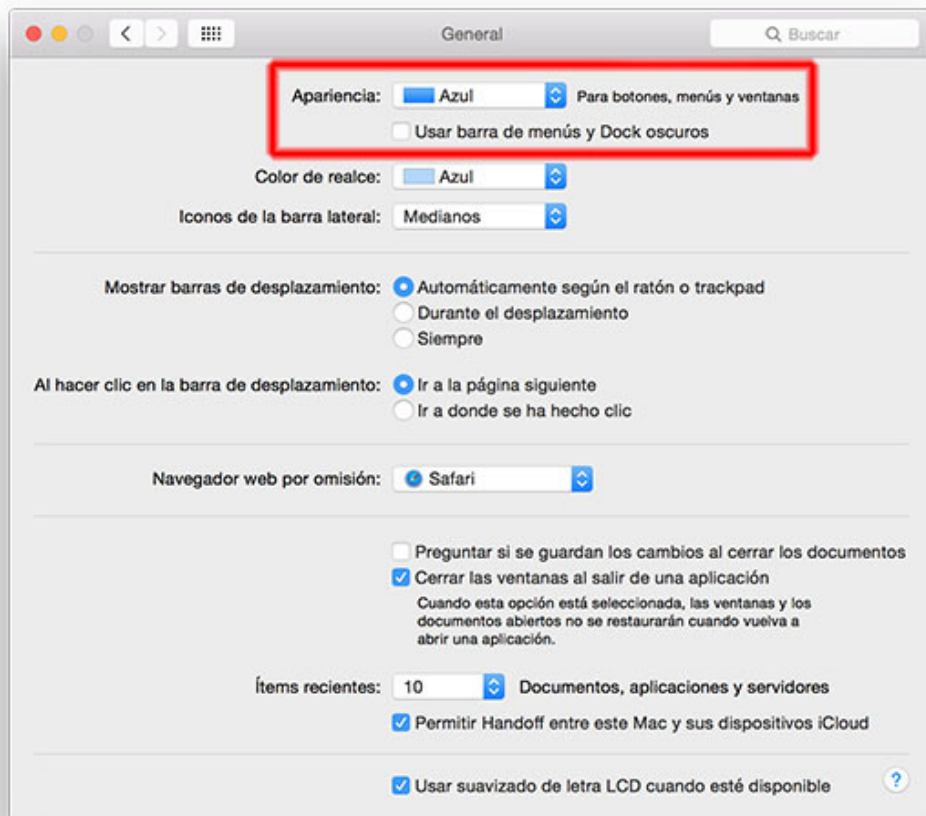 General
Buscar
Apariencia: Azul Para botones, menús y ventanas
Usar barra de menús y Dock oscuros
Color de realce: Azul
Iconos de la barra lateral: Medianos
Mostrar barras de desplazamiento: Automáticamente según el ratón o trackpad
Durante el desplazamiento
Siempre
Al hacer clic en la barra de desplazamiento: Ir a la página siguiente
Ir a donde se ha hecho clic
Navegador web por omisión: Safari
Preguntar si se guardan los cambios al cerrar los documentos
Cerrar las ventanas al salir de una aplicación
Cuando esta opción está seleccionada, las ventanas y los
documentos abiertos no se restaurarán cuando vuelva a
abrir una aplicación.
Ítems recientes: 10 Documentos, aplicaciones y servidores
Permitir Handoff entre este Mac y sus dispositivos iCloud
Usar suavizado de letra LCD cuando esté disponible ?